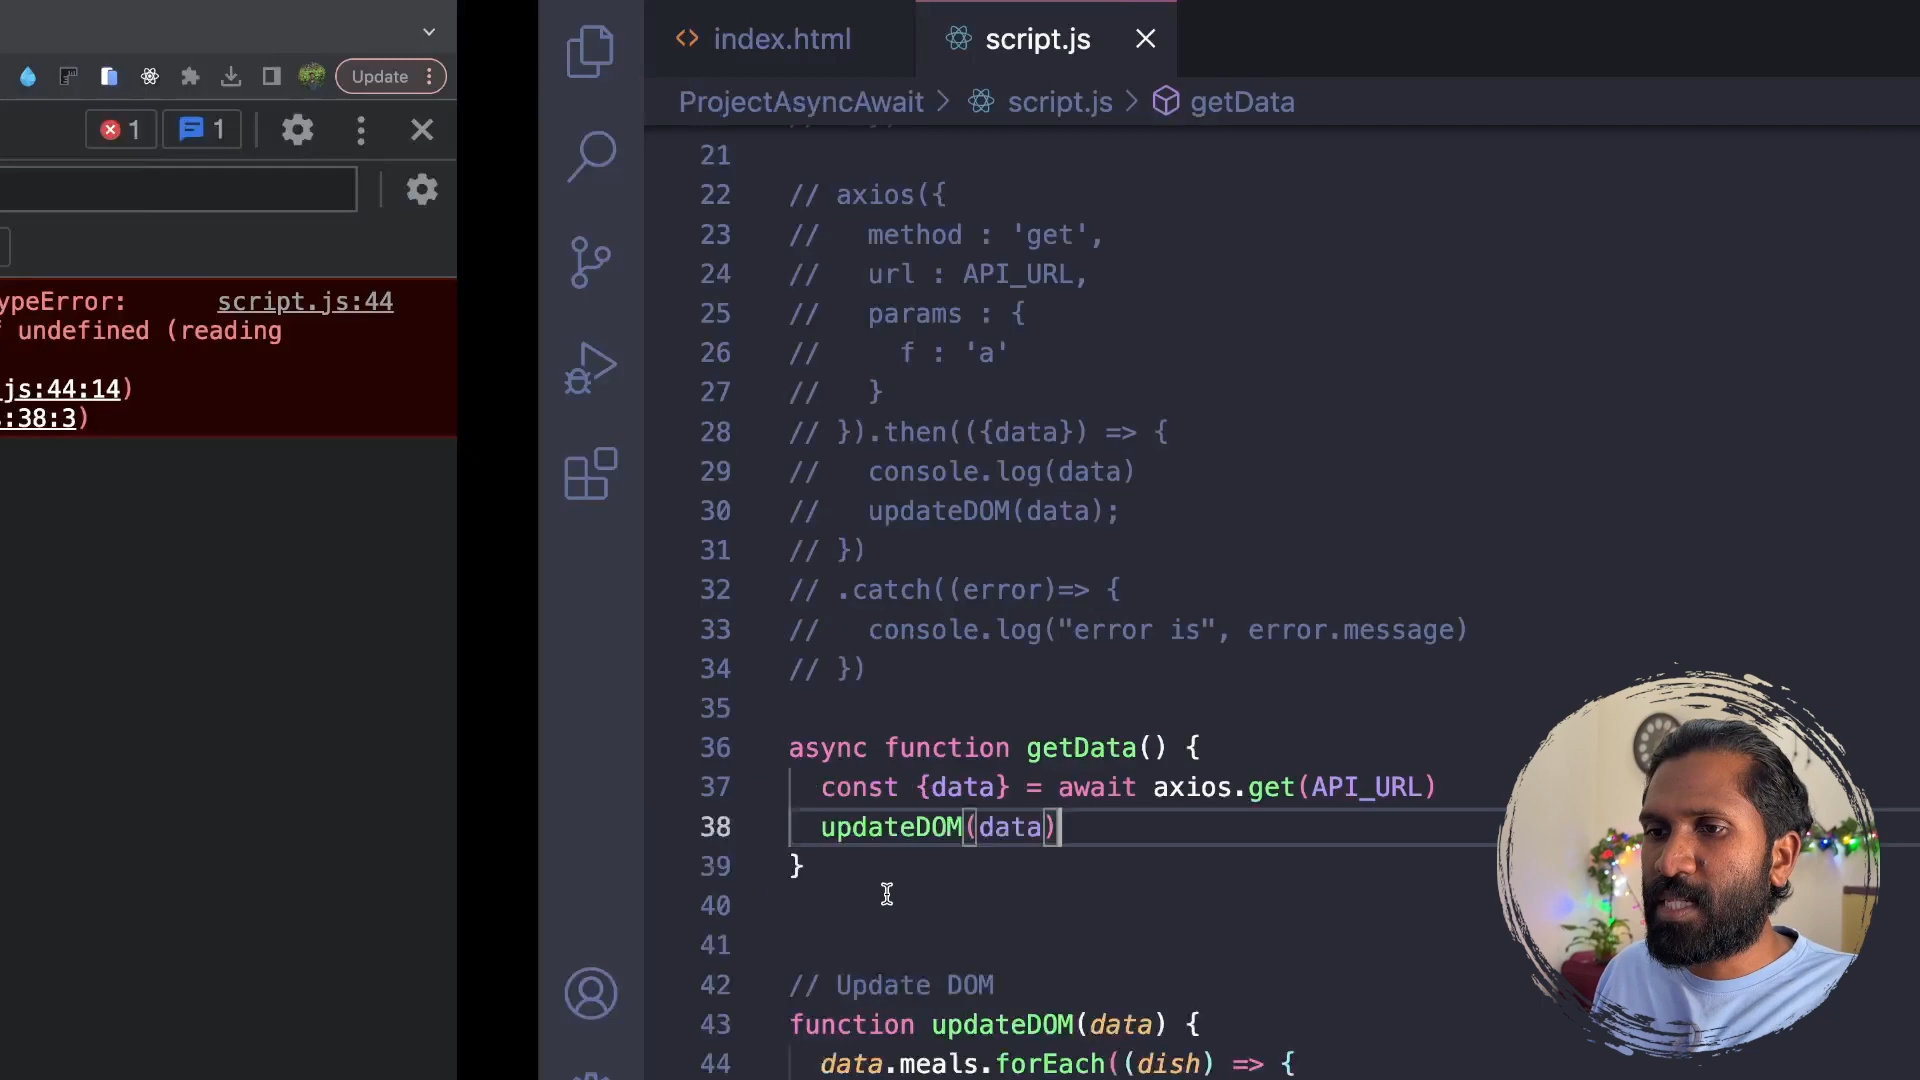 Update
1
1
ypeError: script.js:44
undefined (reading
js:44:14)
:38:3)
index.html
script.js
ProjectAsyncAwait > script.js > getData
21
22 // axios({
23 //   method : 'get',
24 //   url : API_URL,
25 //   params : {
26 //     f : 'a'
27 //   }
28 // }).then(({data}) => {
29 //   console.log(data)
30 //   updateDOM(data);
31 // })
32 // .catch((error)=> {
33 //   console.log("error is", error.message)
34 // })
35
36 async function getData() {
37   const {data} = await axios.get(API_URL)
38   updateDOM(data)
39 }
40
41
42 // Update DOM
43 function updateDOM(data) {
44   data.meals.forEach((dish) => {